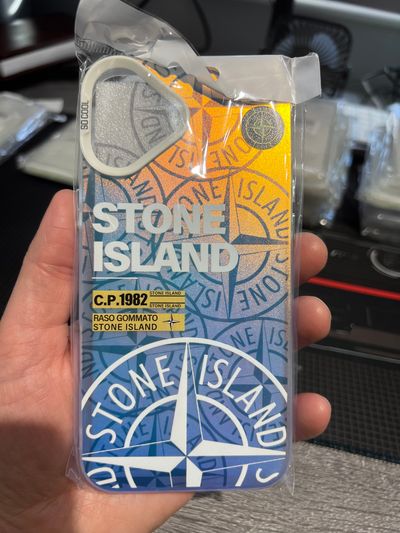 SO COOL
STONE
ISLAND
C.P.1982
STONE ISLAND
STONE ISLAND
RASO GOMMATO
STONE ISLAND
STONE ISLAND